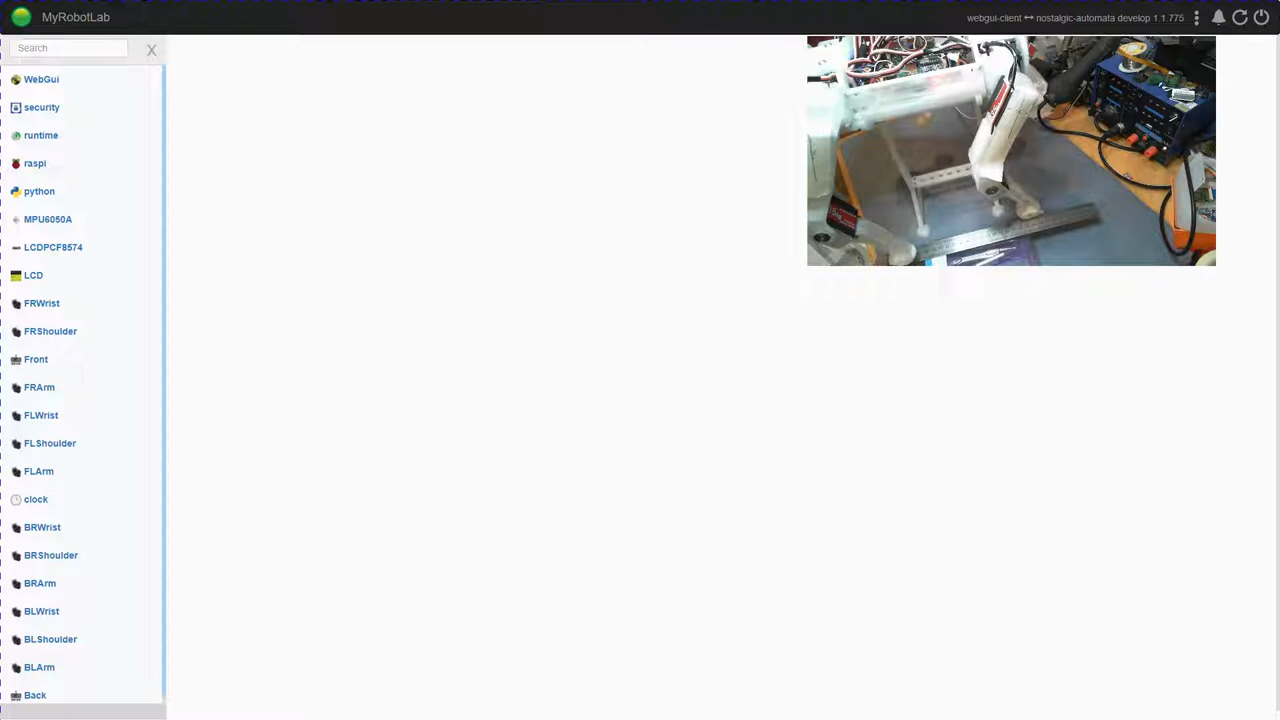 MyRobotLab
webgui-client ↔ nostalgic-automata develop 1.1.775
Search
X
WebGui
security
runtime
raspi
python
MPU6050A
LCDPCF8574
LCD
FRWrist
FRShoulder
Front
FRArm
FLWrist
FLShoulder
FLArm
clock
BRWrist
BRShoulder
BRArm
BLWrist
BLShoulder
BLArm
Back